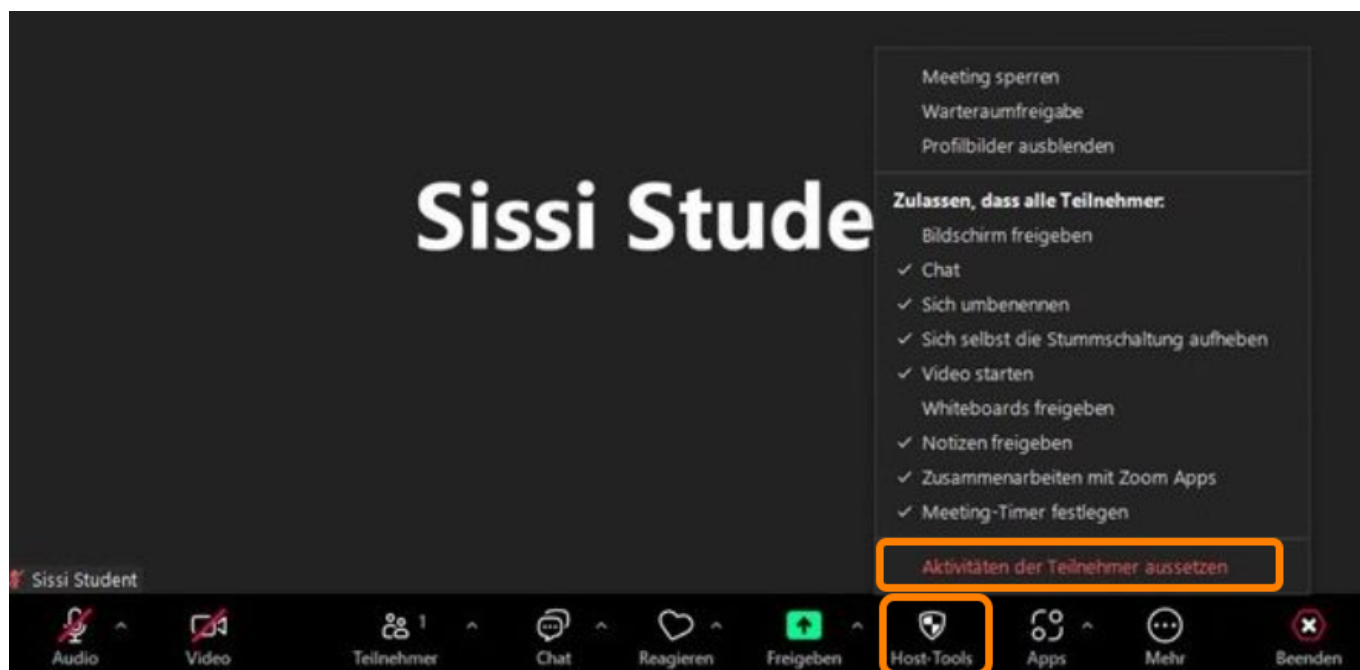 Meeting sperren
Warteraumfreigabe
Profilbilder ausblenden
Sissi Stude
Zulassen, dass alle Teilnehmer:
Bildschirm freigeben
Chat
Sich umbenennen
Sich selbst die Stummschaltung aufheben
Video starten
Whiteboards freigeben
Notizen freigeben
Zusammenarbeiten mit Zoom Apps
Meeting-Timer festlegen
Aktivitäten der Teilnehmer aussetzen
Sissi Student
Audio Video Teilnehmer 1 Chat Reagieren Freigeben Host-Tools Apps Mehr Beenden